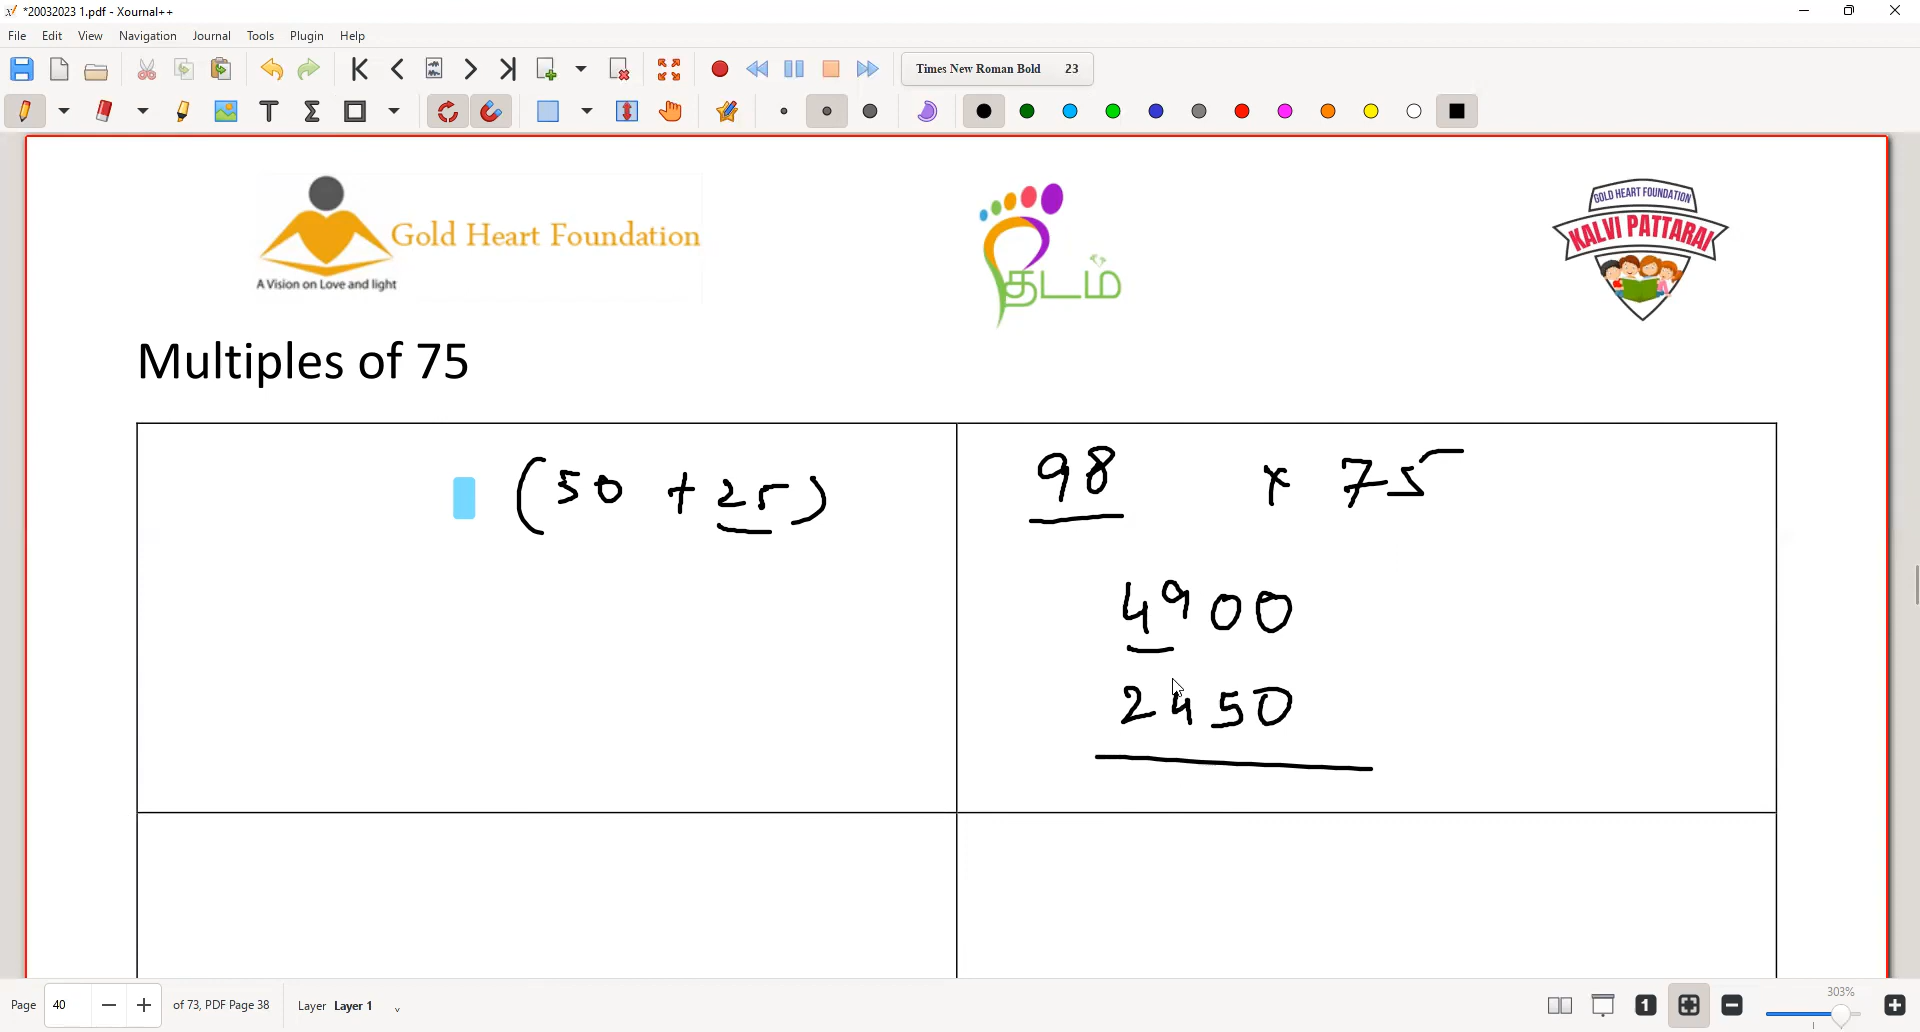 *20032023 1.pdf - Xournal++
File Edit View Navigation Journal Tools Plugin Help
Times New Roman Bold 23
Gold Heart Foundation
A Vision on Love and light
தடம்
GOLD HEART FOUNDATION
KALVI PATTARAI
Multiples of 75
(50 + 25)
98 x 75
4900
2450
Page 40 of 73, PDF Page 38 Layer Layer 1
1
303%